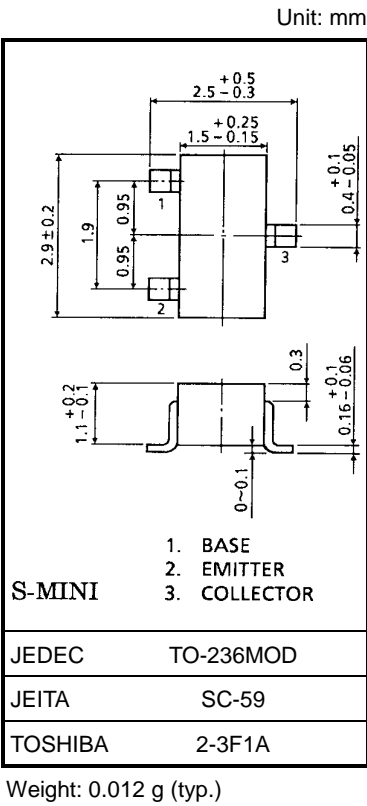 Unit: mm
+0.5
2.5-0.3
+0.25
1.5-0.15
2.9±0.2
1.9
0.95
0.95
1
2
3
+0.1
0.4-0.05
+0.2
1.1-0.1
0.3
+0.1
0.16-0.06
0~0.1
1. BASE
2. EMITTER
3. COLLECTOR
S-MINI
JEDEC TO-236MOD
JEITA SC-59
TOSHIBA 2-3F1A
Weight: 0.012 g (typ.)